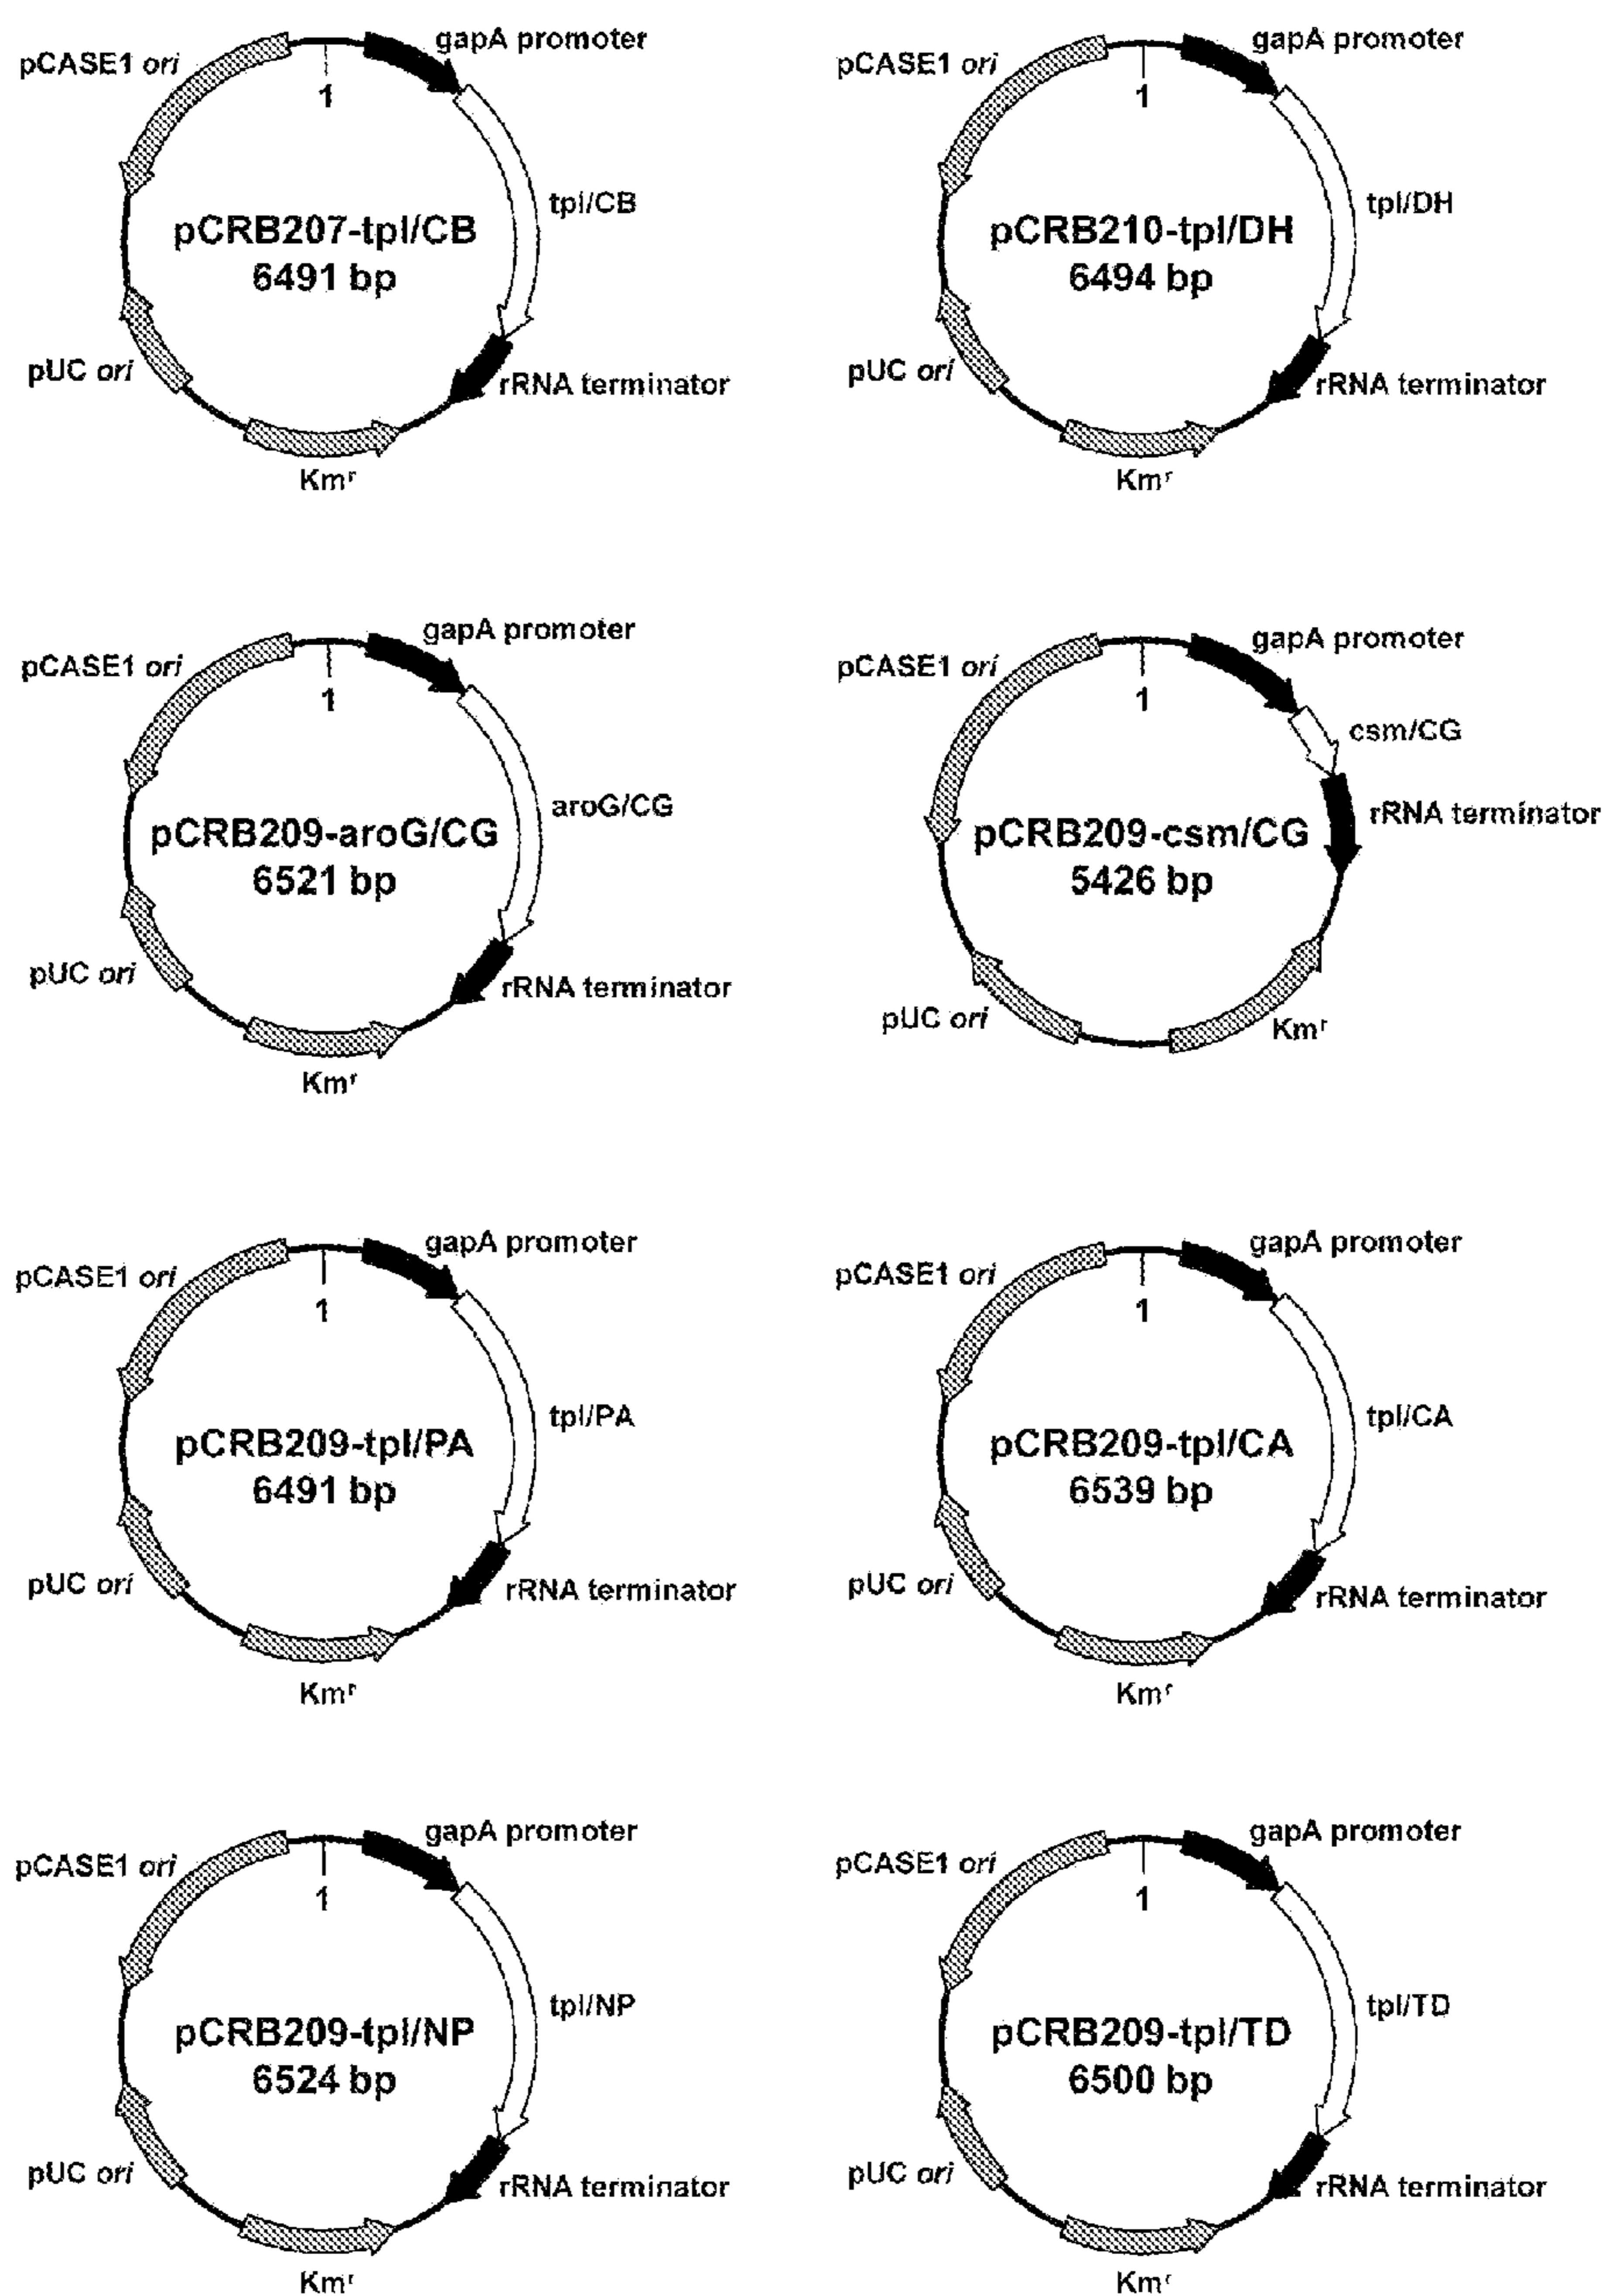 gapA promoter
pCASE1 ori
1
tpl/CB
pCRB207-tpl/CB
6491 bp
pUC ori
rRNA terminator
Kmʳ
gapA promoter
pCASE1 ori
1
tpl/DH
pCRB210-tpl/DH
6494 bp
pUC ori
rRNA terminator
Kmʳ
gapA promoter
pCASE1 ori
1
aroG/CG
pCRB209-aroG/CG
6521 bp
pUC ori
rRNA terminator
Kmʳ
gapA promoter
pCASE1 ori
1
csm/CG
rRNA terminator
pCRB209-csm/CG
5426 bp
pUC ori
Kmʳ
gapA promoter
pCASE1 ori
1
tpl/PA
pCRB209-tpl/PA
6491 bp
pUC ori
rRNA terminator
Kmʳ
gapA promoter
pCASE1 ori
1
tpl/CA
pCRB209-tpl/CA
6539 bp
pUC ori
rRNA terminator
Kmʳ
gapA promoter
pCASE1 ori
1
tpl/NP
pCRB209-tpl/NP
6524 bp
pUC ori
rRNA terminator
Kmʳ
gapA promoter
pCASE1 ori
1
tpl/TD
pCRB209-tpl/TD
6500 bp
pUC ori
rRNA terminator
Kmʳ